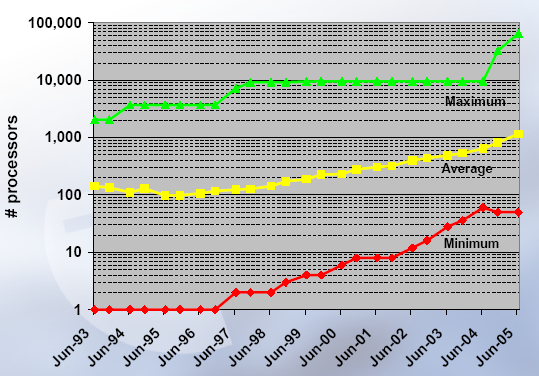 100,000
10,000
1,000
100
10
1
# processors
Maximum
Average
Minimum
Jun-93
Jun-94
Jun-95
Jun-96
Jun-97
Jun-98
Jun-99
Jun-00
Jun-01
Jun-02
Jun-03
Jun-04
Jun-05